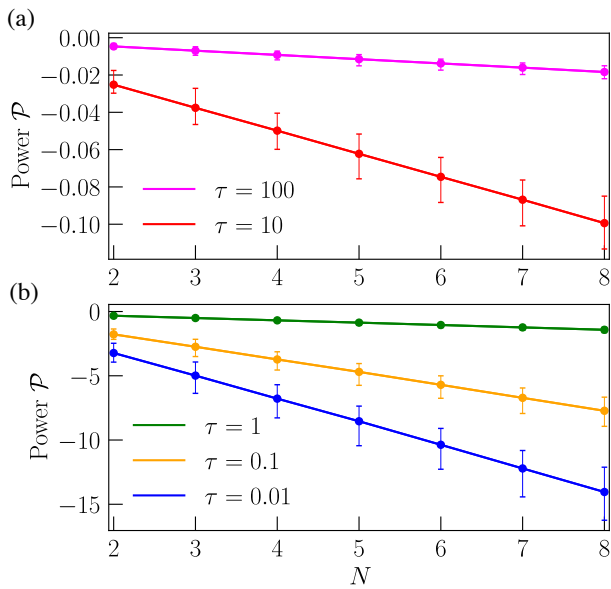 (a)
0.00
−0.02
−0.04
−0.06
−0.08
−0.10
Power 𝒫
τ = 100
τ = 10
2 3 4 5 6 7 8
(b)
0
−5
−10
−15
Power 𝒫
τ = 1
τ = 0.1
τ = 0.01
2 3 4 5 6 7 8
N